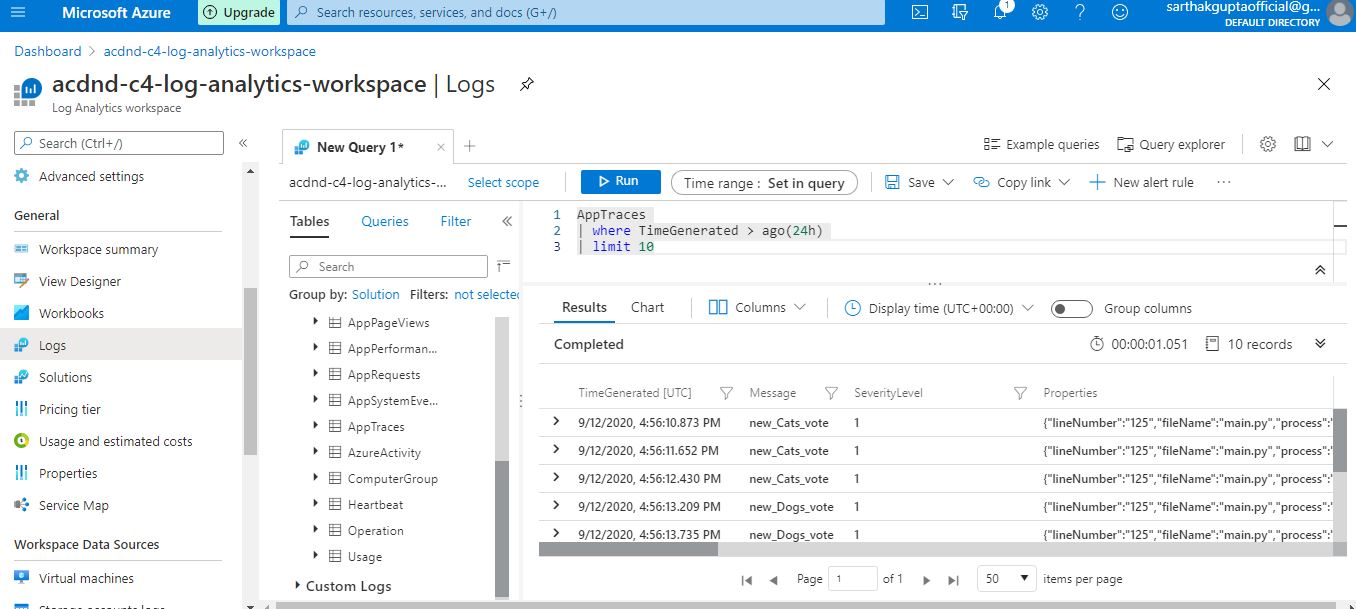 Microsoft Azure
Upgrade
Search resources, services, and docs (G+/)
1
sarthakguptaofficial@g...
DEFAULT DIRECTORY
Dashboard > acdnd-c4-log-analytics-workspace
acdnd-c4-log-analytics-workspace | Logs
Log Analytics workspace
Search (Ctrl+/)
«
Advanced settings
General
Workspace summary
View Designer
Workbooks
Logs
Solutions
Pricing tier
Usage and estimated costs
Properties
Service Map
Workspace Data Sources
Virtual machines
Storage accounts logs
New Query 1*
Example queries
Query explorer
acdnd-c4-log-analytics-...
Select scope
Run
Time range : Set in query
Save
Copy link
New alert rule
...
Tables
Queries
Filter
«
Search
Group by: Solution Filters: not selected
AppPageViews
AppPerforman...
AppRequests
AppSystemEve...
AppTraces
AzureActivity
ComputerGroup
Heartbeat
Operation
Usage
Custom Logs
1 AppTraces
2 | where TimeGenerated > ago(24h)
3 | limit 10
Results
Chart
Columns
Display time (UTC+00:00)
Group columns
Completed
00:00:01.051
10 records
TimeGenerated [UTC] Message SeverityLevel Properties
9/12/2020, 4:56:10.873 PM new_Cats_vote 1 {"lineNumber":"125","fileName":"main.py","process":"
9/12/2020, 4:56:11.652 PM new_Cats_vote 1 {"lineNumber":"125","fileName":"main.py","process":"
9/12/2020, 4:56:12.430 PM new_Cats_vote 1 {"lineNumber":"125","fileName":"main.py","process":"
9/12/2020, 4:56:13.209 PM new_Dogs_vote 1 {"lineNumber":"125","fileName":"main.py","process":"
9/12/2020, 4:56:13.735 PM new_Dogs_vote 1 {"lineNumber":"125","fileName":"main.py","process":"
Page 1 of 1
50 items per page